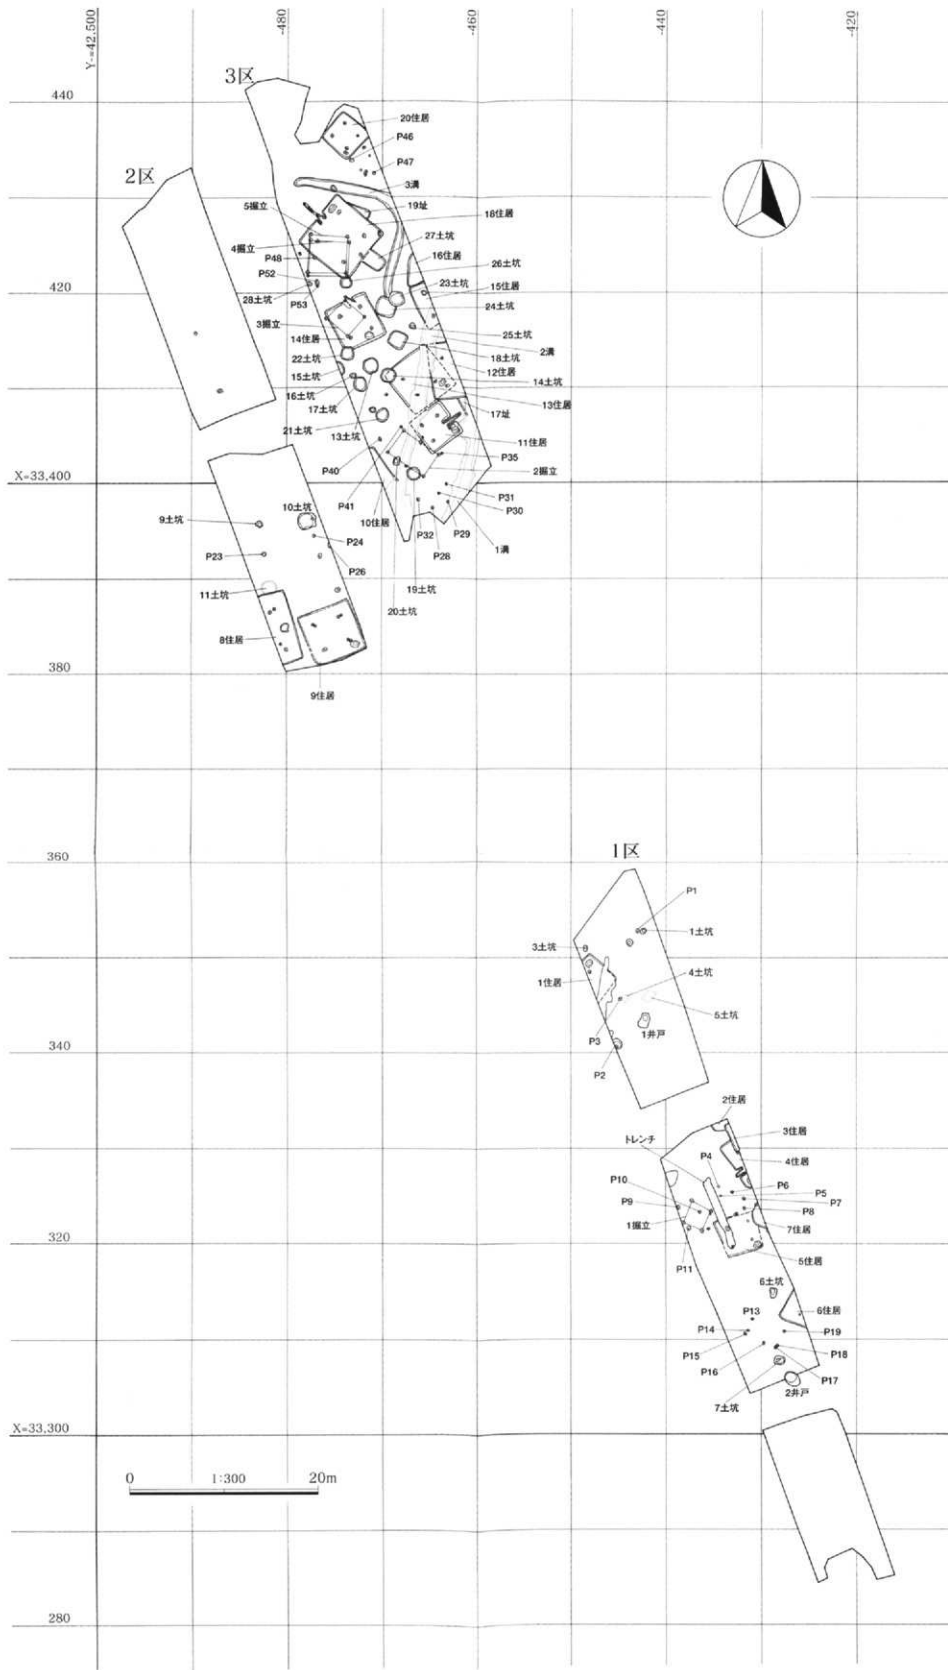 Y=-42,500
-480
-460
-440
-420
3区
440
20住居
P46
P47
2区
3溝
5掘立
19址
18住居
4掘立
27土坑
P48
16住居
P52
26土坑
23土坑
15住居
420
28土坑
P53
24土坑
3掘立
25土坑
14住居
2溝
22土坑
18土坑
12住居
15土坑
14土坑
16土坑
13住居
17土坑
17址
21土坑
13土坑
11住居
P40
P35
2掘立
X=33,400
P41
P31
10土坑
10住居
P30
9土坑
P24
P32
P29
P28
1溝
P23
P26
19土坑
11土坑
20土坑
8住居
380
9住居
360
1区
P1
3土坑
1土坑
4土坑
1住居
5土坑
P3
1井戸
340
P2
2住居
3住居
トレンチ
P4
4住居
P10
P6
P9
P5
P7
P8
1掘立
7住居
320
P11
5住居
6土坑
P13
6住居
P14
P19
P15
P18
P16
P17
7土坑
2井戸
X=33,300
0 1:300 20m
280